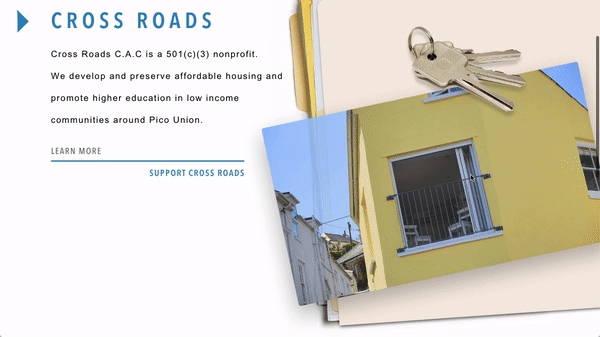 CROSS ROADS
Cross Roads C.A.C is a 501(c)(3) nonprofit.
We develop and preserve affordable housing and
promote higher education in low income
communities around Pico Union.
LEARN MORE
SUPPORT CROSS ROADS